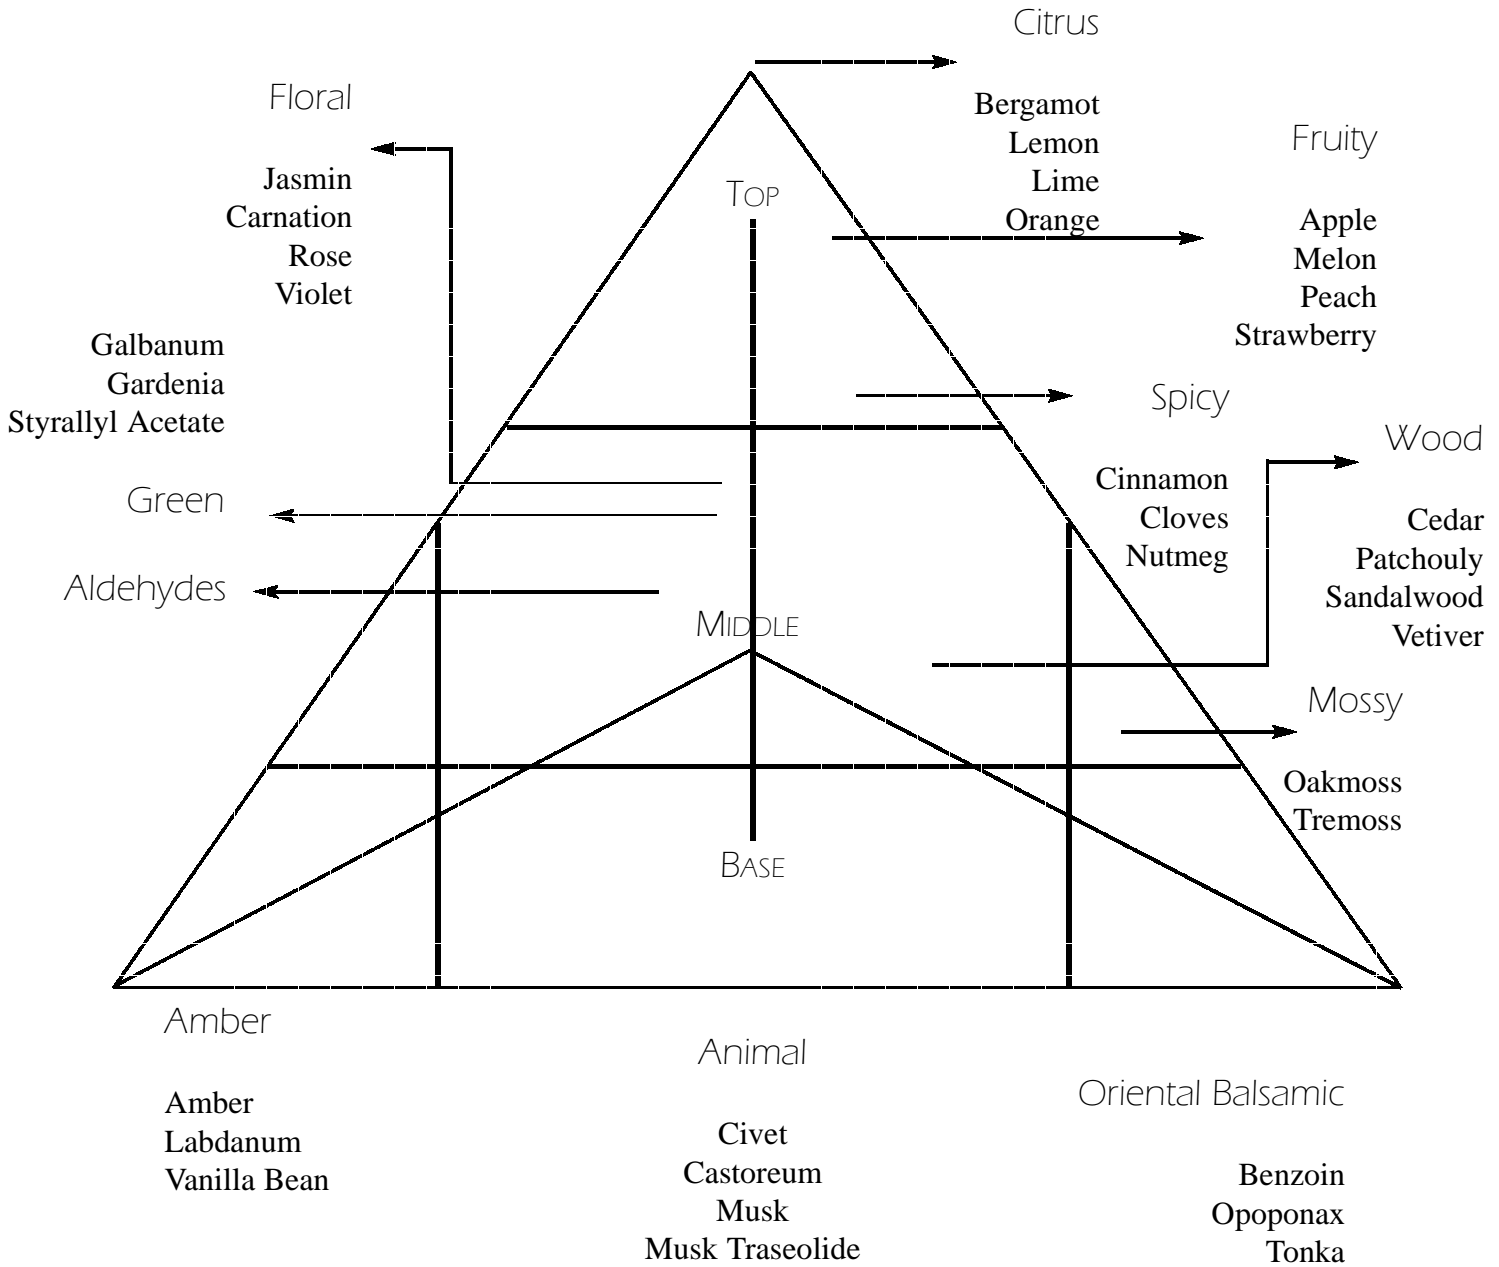 Citrus
Bergamot
Lemon
Lime
Orange
Floral
Jasmin
Carnation
Rose
Violet
Fruity
Apple
Melon
Peach
Strawberry
TOP
Galbanum
Gardenia
Styrallyl Acetate
Green
Aldehydes
Spicy
Cinnamon
Cloves
Nutmeg
Wood
Cedar
Patchouly
Sandalwood
Vetiver
MIDDLE
Mossy
Oakmoss
Tremoss
BASE
Amber
Amber
Labdanum
Vanilla Bean
Animal
Civet
Castoreum
Musk
Musk Traseolide
Oriental Balsamic
Benzoin
Opoponax
Tonka